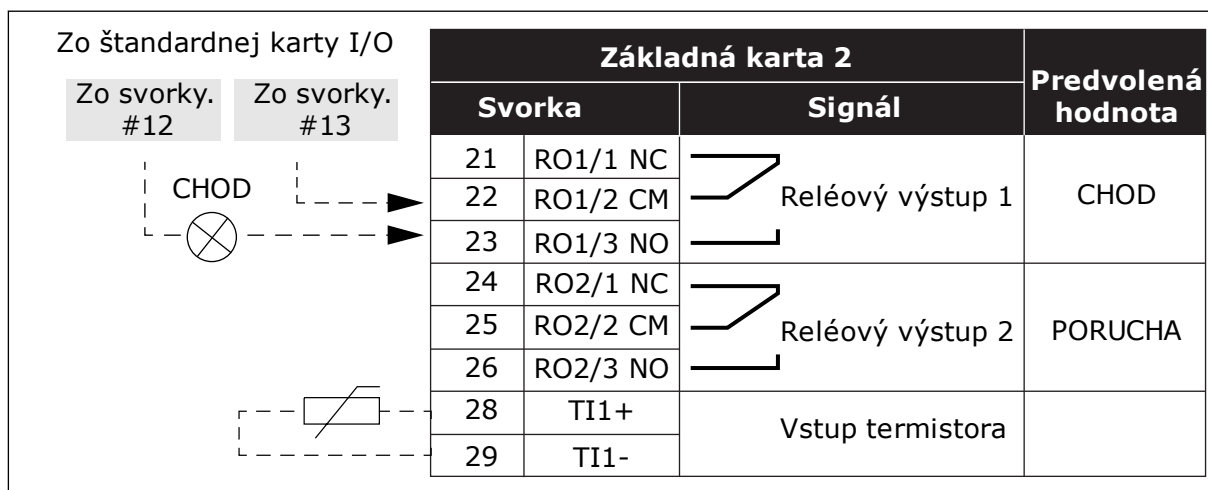 Zo štandardnej karty I/O
Zo svorky.
#12
Zo svorky.
#13
CHOD
Základná karta 2
Predvolená
hodnota
Svorka
Signál
21 RO1/1 NC
22 RO1/2 CM
23 RO1/3 NO
Reléový výstup 1
CHOD
24 RO2/1 NC
25 RO2/2 CM
26 RO2/3 NO
Reléový výstup 2
PORUCHA
28 TI1+
29 TI1-
Vstup termistora